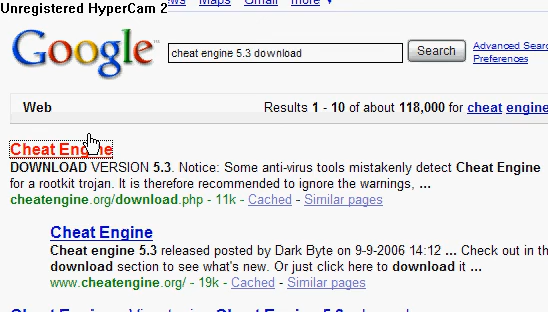 Unregistered HyperCam 2
Maps Gmail more ▼
Google™ cheat engine 5.3 download Search Advanced Sear
Preferences
Web Results 1 - 10 of about 118,000 for cheat engine
Cheat Engine
DOWNLOAD VERSION 5.3. Notice: Some anti-virus tools mistakenly detect Cheat Engine
for a rootkit trojan. It is therefore recommended to ignore the warnings, ...
cheatengine.org/download.php - 11k - Cached - Similar pages
Cheat Engine
Cheat engine 5.3 released posted by Dark Byte on 9-9-2006 14:12 ... Check out in th
download section to see what's new. Or just click here to download it ...
www.cheatengine.org/ - 19k - Cached - Similar pages